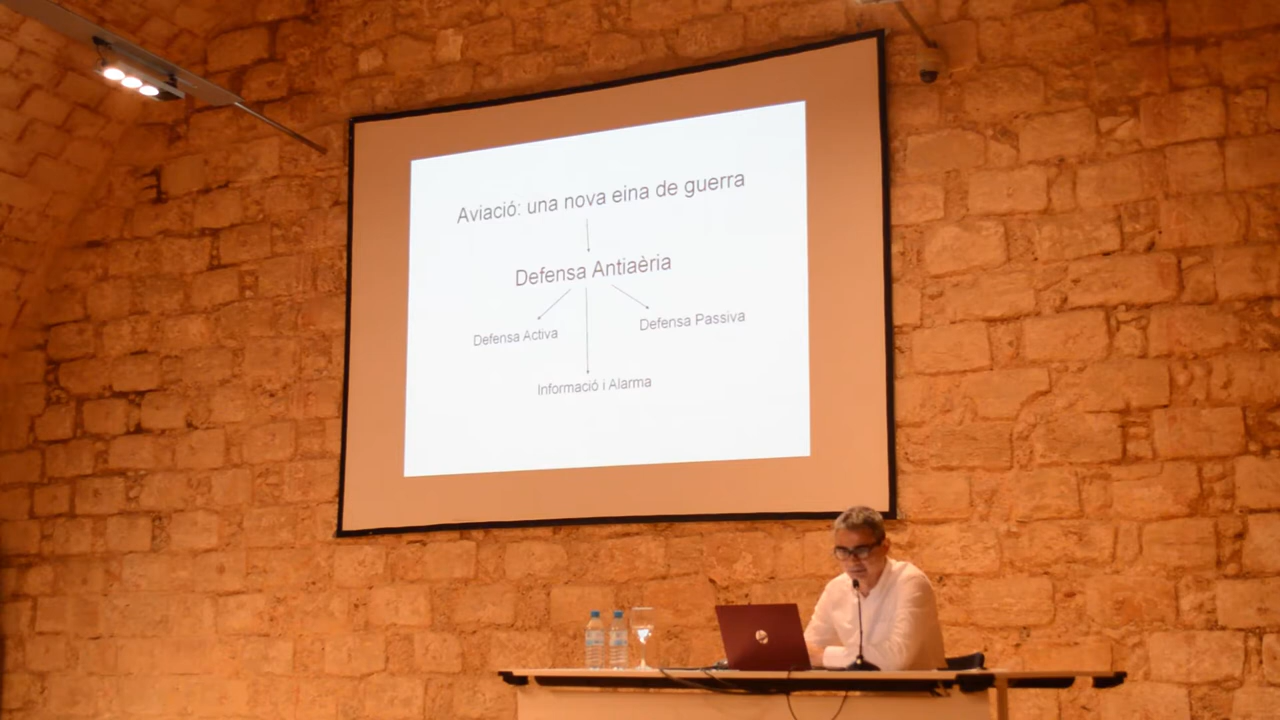 Aviació: una nova eina de guerra
Defensa Antiaèria
Defensa Activa
Defensa Passiva
Informació i Alarma